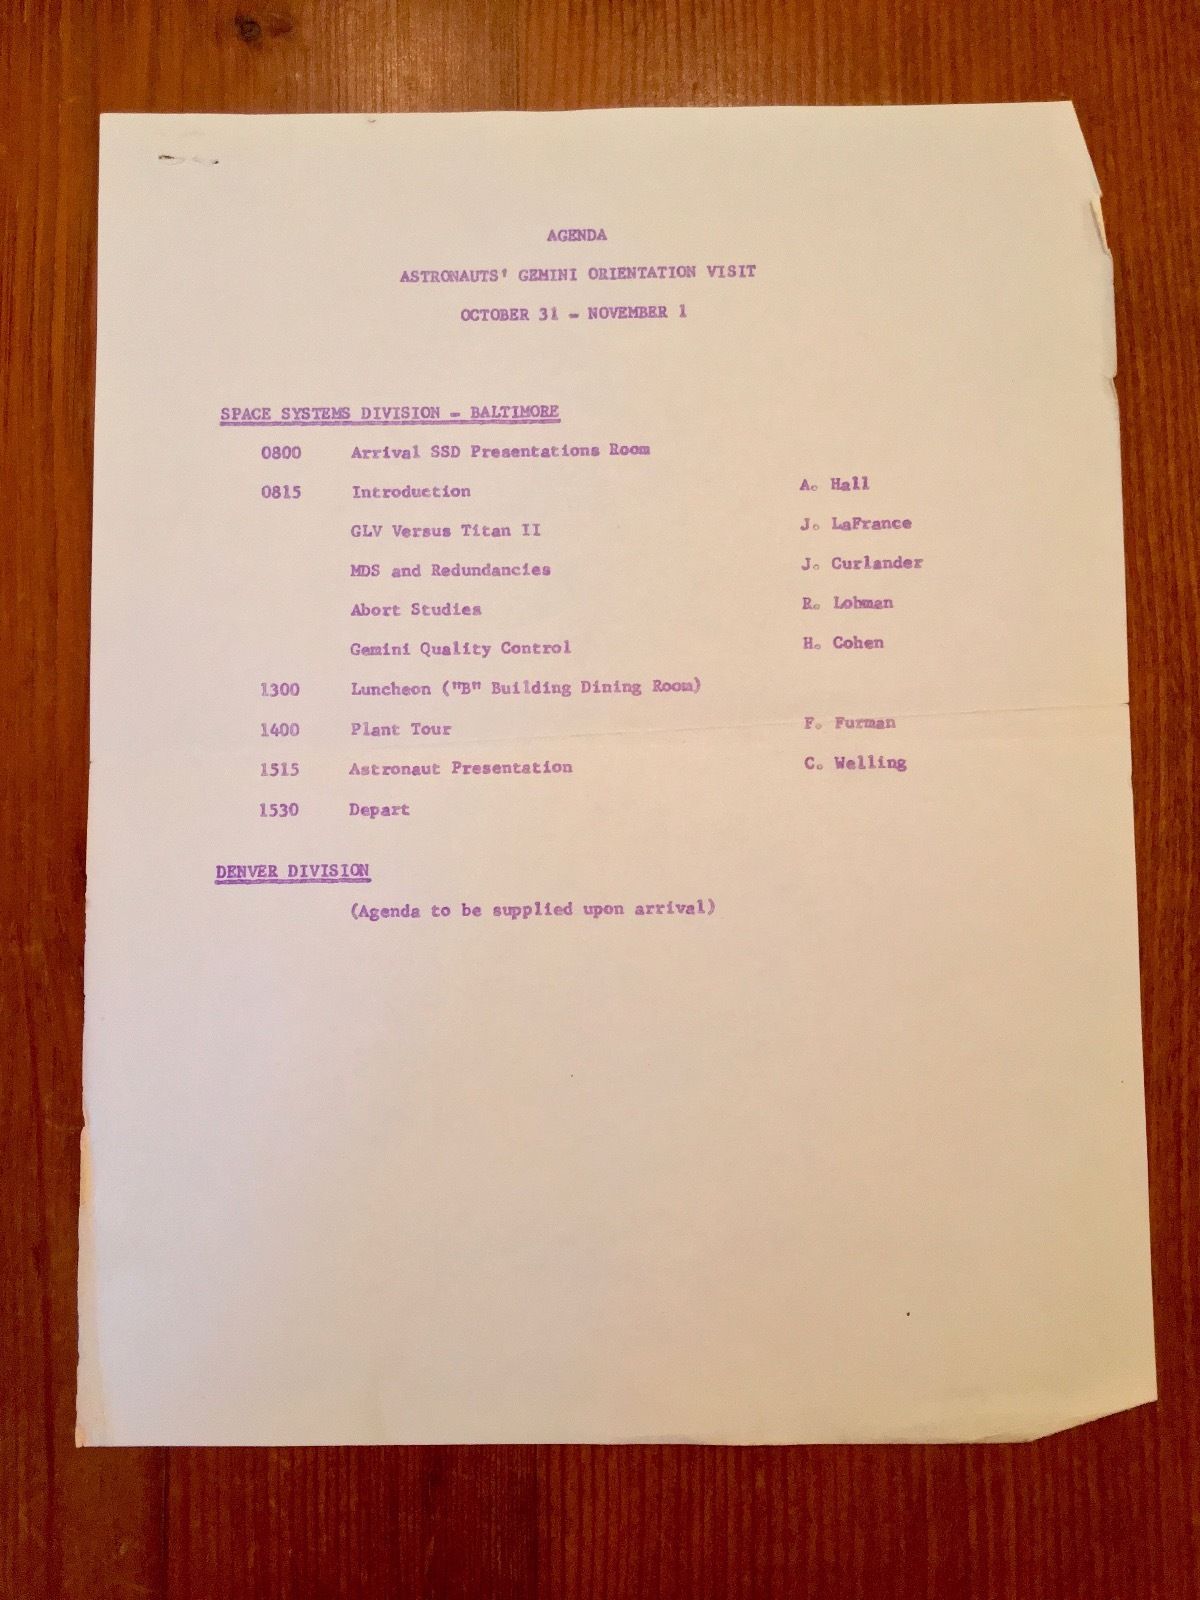 AGENDA
ASTRONAUTS' GEMINI ORIENTATION VISIT
OCTOBER 31 - NOVEMBER 1
SPACE SYSTEMS DIVISION - BALTIMORE
0800 Arrival SSD Presentations Room
0815 Introduction A. Hall
GLV Versus Titan II J. LaFrance
MDS and Redundancies J. Curlander
Abort Studies R. Lohman
Gemini Quality Control H. Cohen
1300 Luncheon ("B" Building Dining Room)
1400 Plant Tour F. Furman
1515 Astronaut Presentation C. Welling
1530 Depart
DENVER DIVISION
(Agenda to be supplied upon arrival)